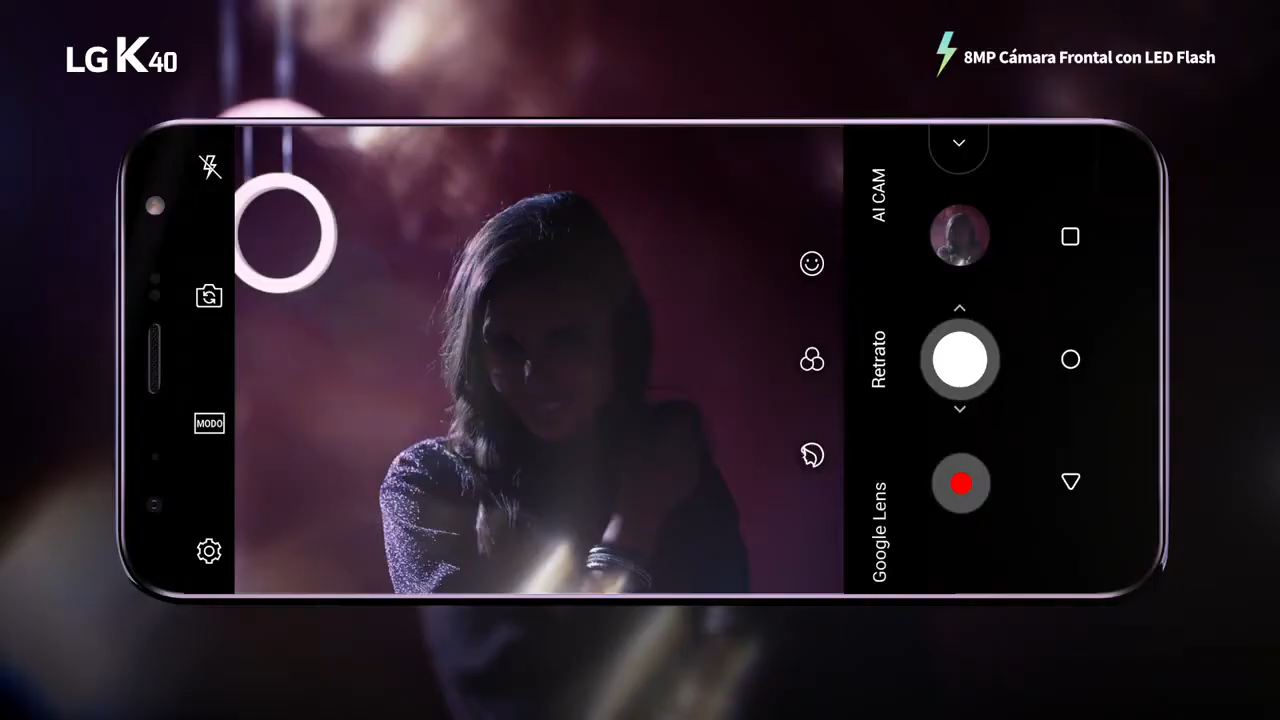 LG K40
8MP Cámara Frontal con LED Flash
MODO
AI CAM
Retrato
Google Lens